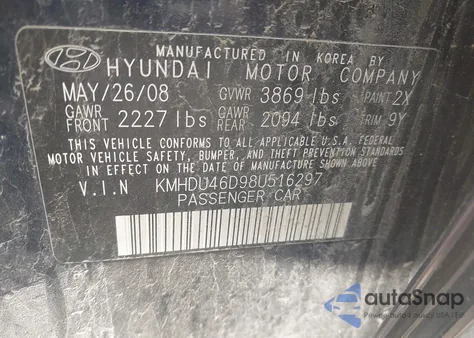 MANUFACTURED IN KOREA BY
HYUNDAI MOTOR COMPANY
MAY/26/08 GVWR 3869 lbs PAINT 2X
GAWR FRONT 2227 lbs GAWR REAR 2094 lbs TRIM 9Y
THIS VEHICLE CONFORMS TO ALL APPLICABLE U.S.A. FEDERAL
MOTOR VEHICLE SAFETY, BUMPER, AND THEFT PREVENTION STANDARDS
IN EFFECT ON THE DATE OF MANUFACTURE SHOWN ABOVE.
V.I.N KMHDU46D98U516297
PASSENGER CAR
autoSnap